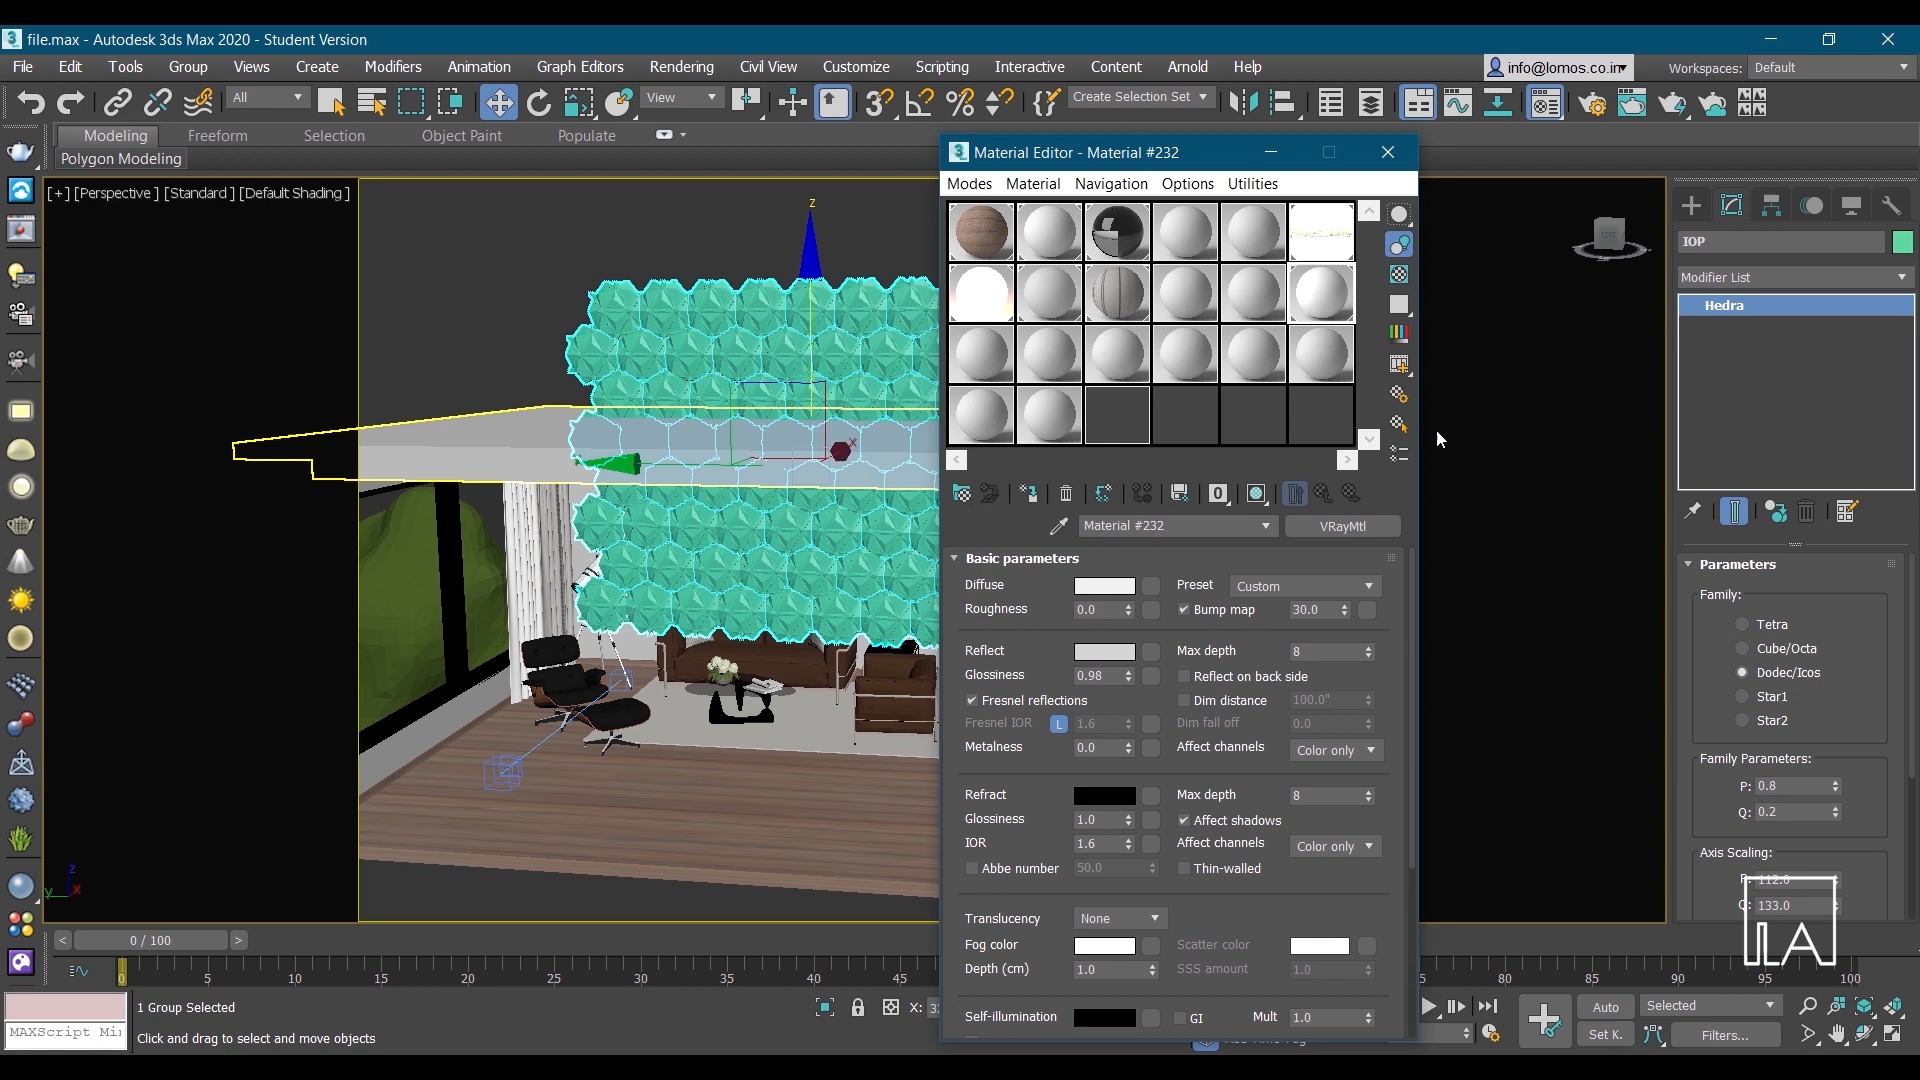 file.max - Autodesk 3ds Max 2020 - Student Version
File Edit Tools Group Views Create Modifiers Animation Graph Editors Rendering Civil View Customize Scripting Interactive Content Arnold Help
info@lomos.co.in
Workspaces: Default
All
View
Create Selection Set
Modeling Freeform Selection Object Paint Populate
Polygon Modeling
[+] [Perspective ] [Standard ] [Default Shading ]
z
x
LEFT
Material Editor - Material #232
Modes Material Navigation Options Utilities
0
Material #232
VRayMtl
Basic parameters
Diffuse Preset Custom
Roughness 0.0 Bump map 30.0
Reflect Max depth 8
Glossiness 0.98 Reflect on back side
Fresnel reflections Dim distance 100.0"
Fresnel IOR L 1.6 Dim fall off 0.0
Metalness 0.0 Affect channels Color only
Refract Max depth 8
Glossiness 1.0 Affect shadows
IOR 1.6 Affect channels Color only
Abbe number 50.0 Thin-walled
Translucency None
Fog color Scatter color
Depth (cm) 1.0 SSS amount 1.0
Self-illumination GI Mult 1.0
IOP
Modifier List
Hedra
Parameters
Family:
Tetra
Cube/Octa
Dodec/Icos
Star1
Star2
Family Parameters:
P: 0.8
Q: 0.2
Axis Scaling:
P: 112.0
Q: 133.0
LA
z
y x
< 0 / 100 >
0 5 10 15 20 25 30 35 40 45 5 80 85 90 95 100
MAXScript Mi
1 Group Selected
Click and drag to select and move objects
X: 3
Auto Selected
Set K. Filters...